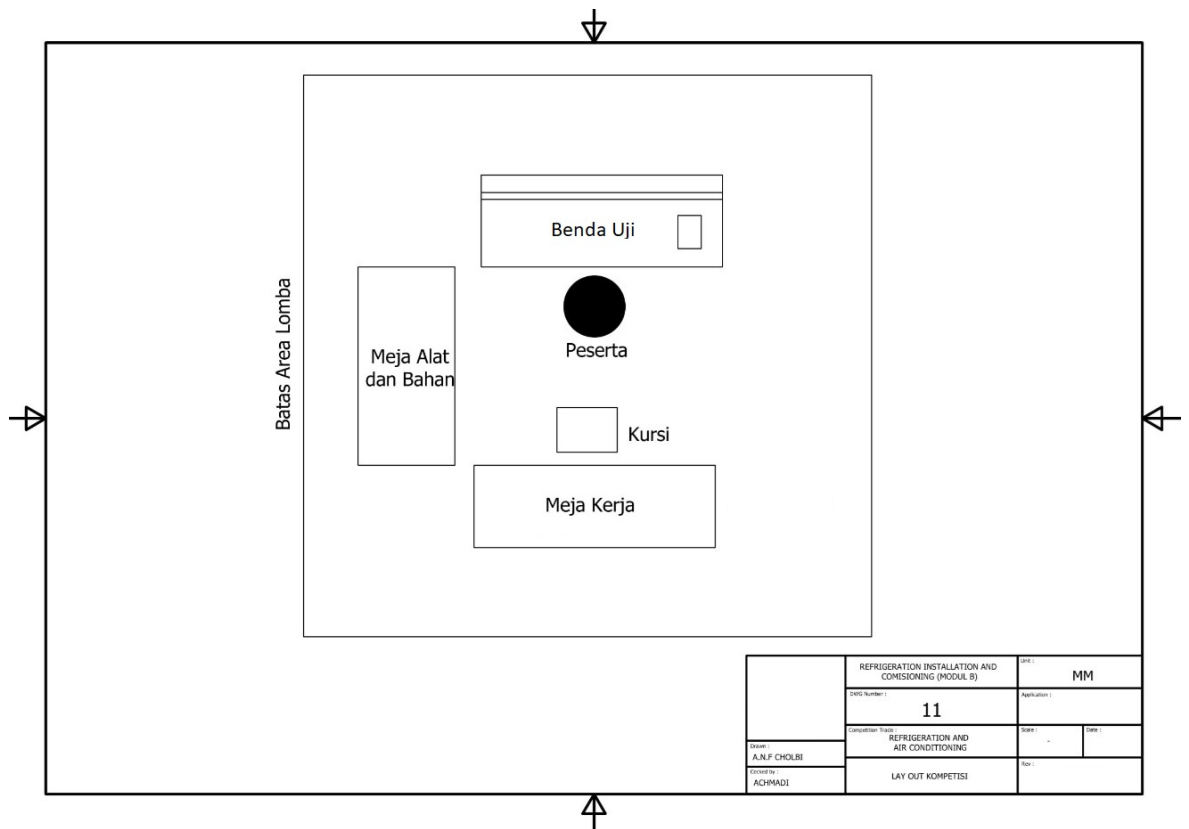 Benda Uji
Batas Area Lomba
Meja Alat
dan Bahan
Peserta
Kursi
Meja Kerja
REFRIGERATION INSTALLATION AND
COMISIONING (MODUL B)
Unit :
MM
DWG Number :
11
Application :
Competition Trade :
REFRIGERATION AND
AIR CONDITIONING
Scale :
-
Date :
Drawn :
A.N.F CHOLBI
Cecked by :
ACHMADI
LAY OUT KOMPETISI
Rev :